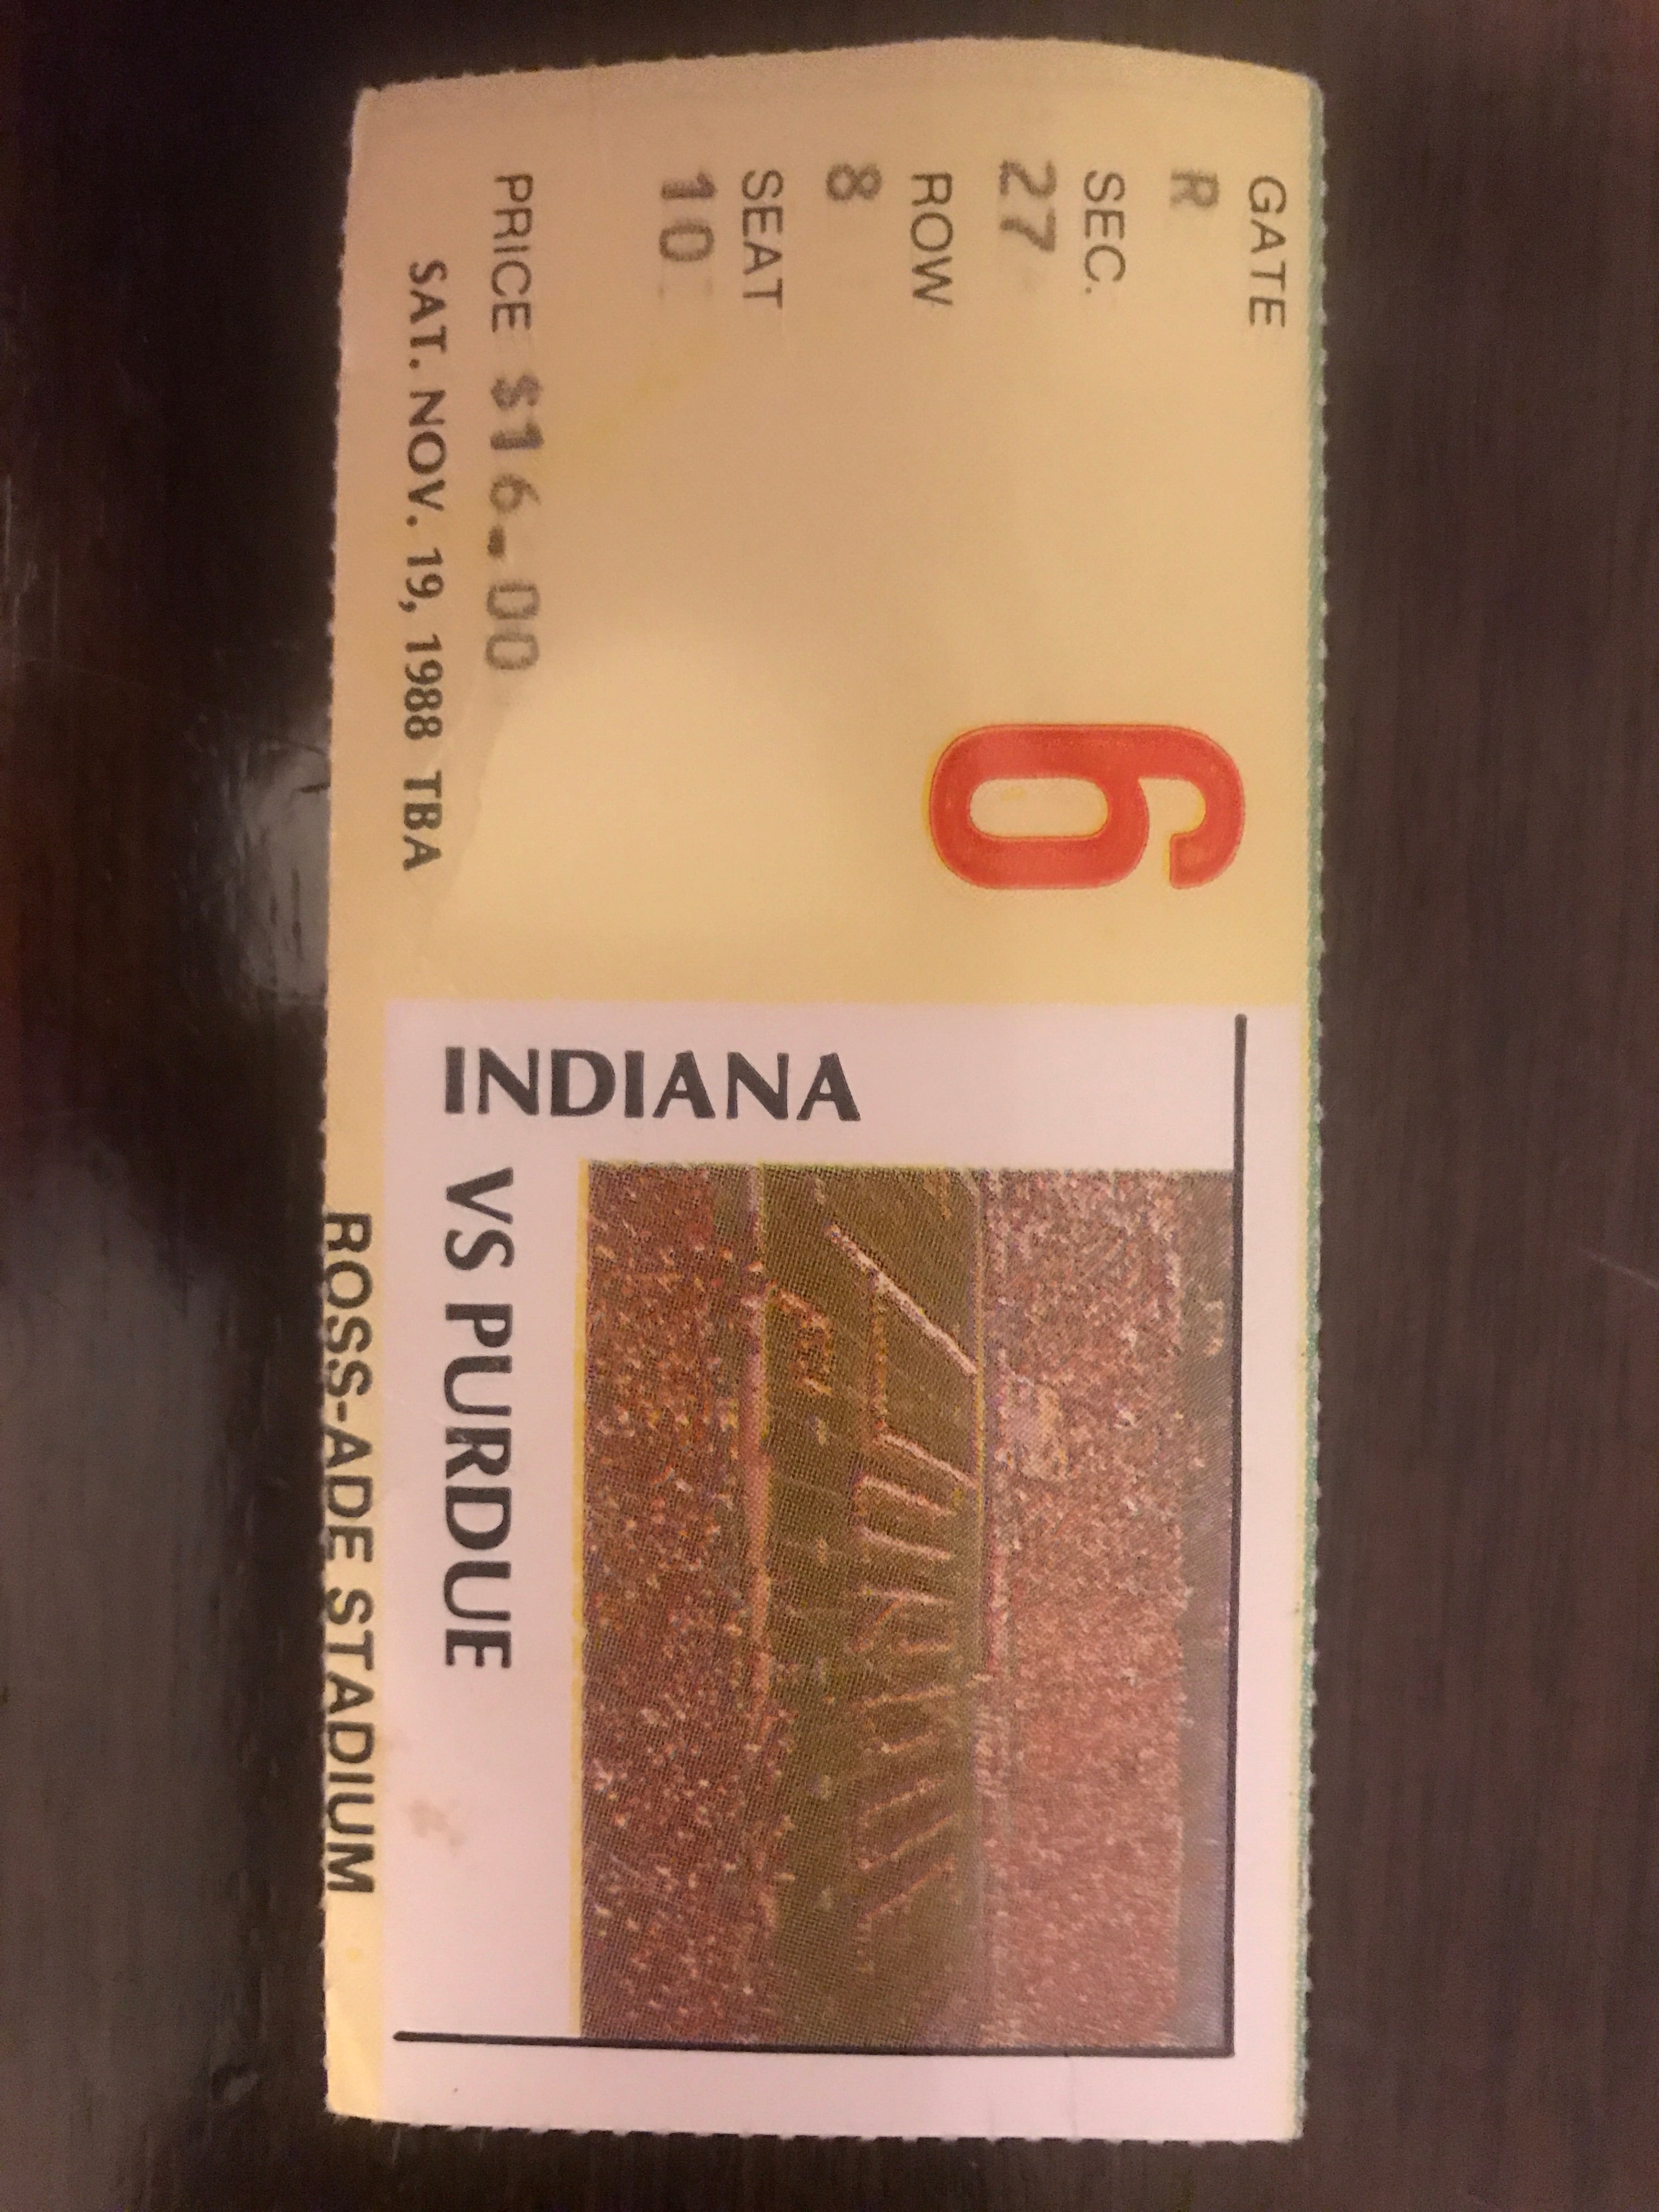 GATE
R
SEC.
27
ROW
8
SEAT
10
6
PRICE $16.00
SAT. NOV. 19, 1988 TBA
INDIANA
VS PURDUE
ROSS-ADE STADIUM